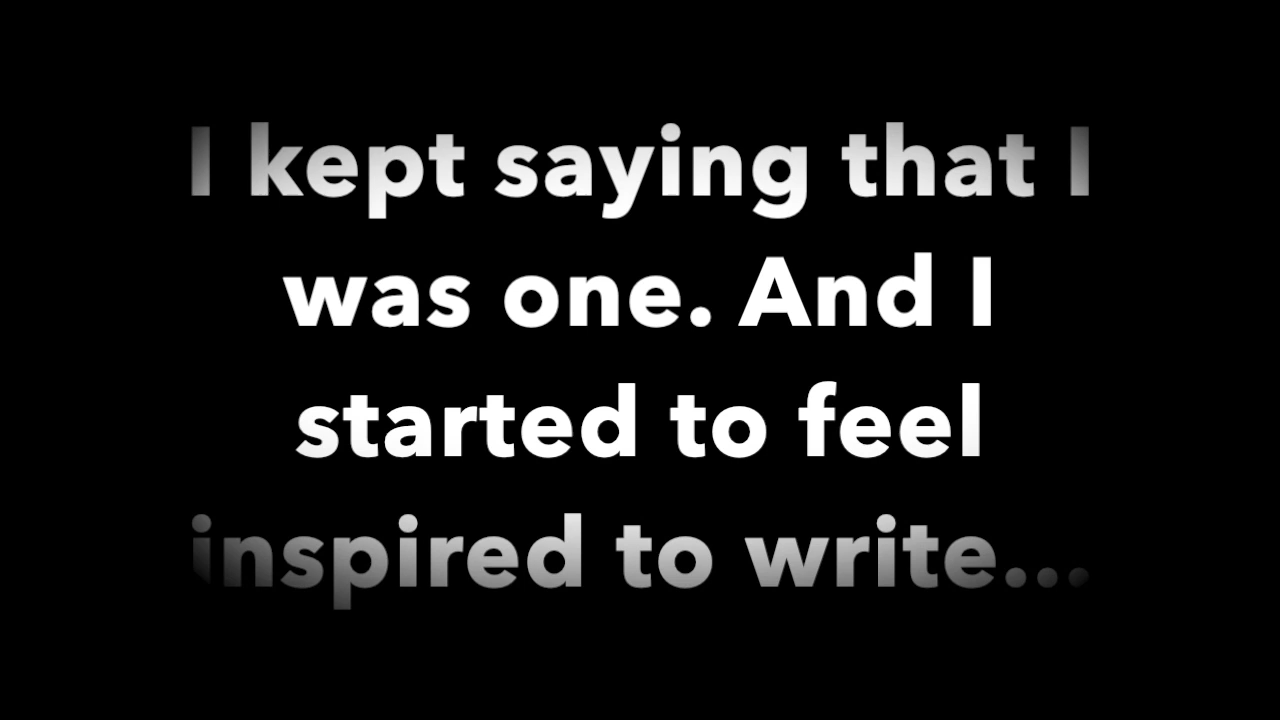 I kept saying that I
was one. And I
started to feel
inspired to write...